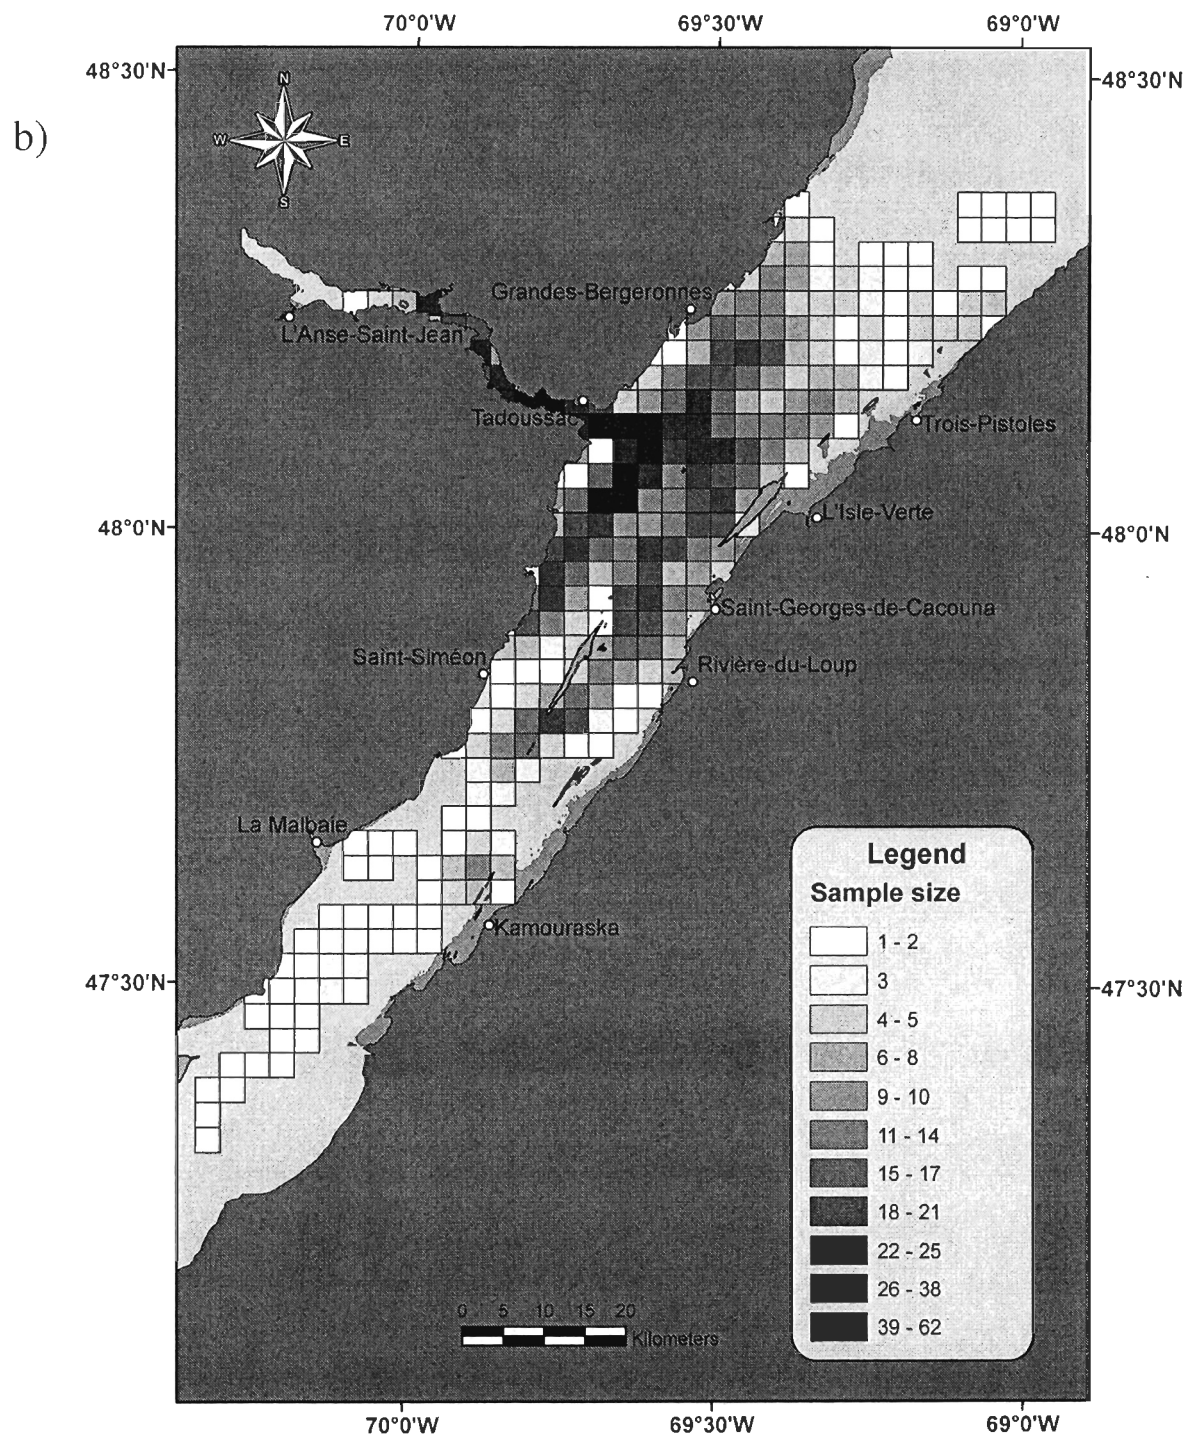 70°0'W 69°30'W 69°0'W
48°30'N 48°30'N
b)
N
W E
S
Grandes-Bergeronnes
L'Anse-Saint-Jean
Tadoussac
Trois-Pistoles
L'Isle-Verte
48°0'N 48°0'N
Saint-Georges-de-Cacouna
Saint-Siméon
Rivière-du-Loup
La Malbaie
Kamouraska
47°30'N 47°30'N
Legend
Sample size
1 - 2
3
4 - 5
6 - 8
9 - 10
11 - 14
15 - 17
18 - 21
22 - 25
26 - 38
39 - 62
0 5 10 15 20
Kilometers
70°0'W 69°30'W 69°0'W